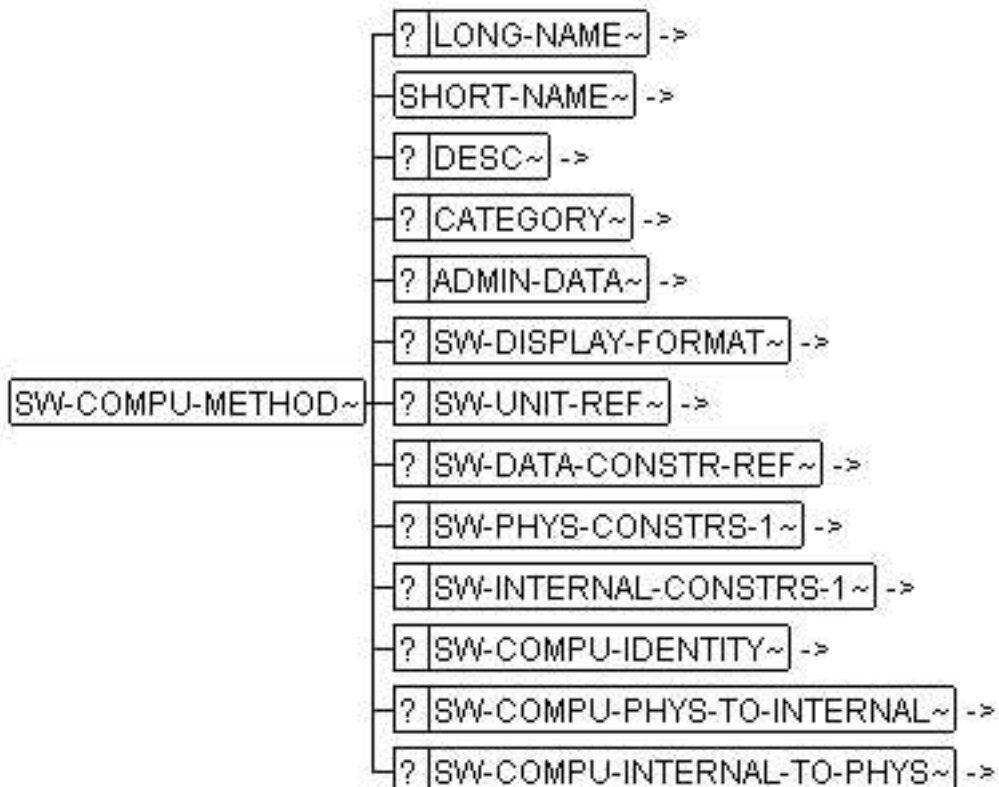 ? LONG-NAME~ ->
SHORT-NAME~ ->
? DESC~ ->
? CATEGORY~ ->
? ADMIN-DATA~ ->
? SW-DISPLAY-FORMAT~ ->
SW-COMPU-METHOD~ ? SW-UNIT-REF~ ->
? SW-DATA-CONSTR-REF~ ->
? SW-PHYS-CONSTRS-1~ ->
? SW-INTERNAL-CONSTRS-1~ ->
? SW-COMPU-IDENTITY~ ->
? SW-COMPU-PHYS-TO-INTERNAL~ ->
? SW-COMPU-INTERNAL-TO-PHYS~ ->